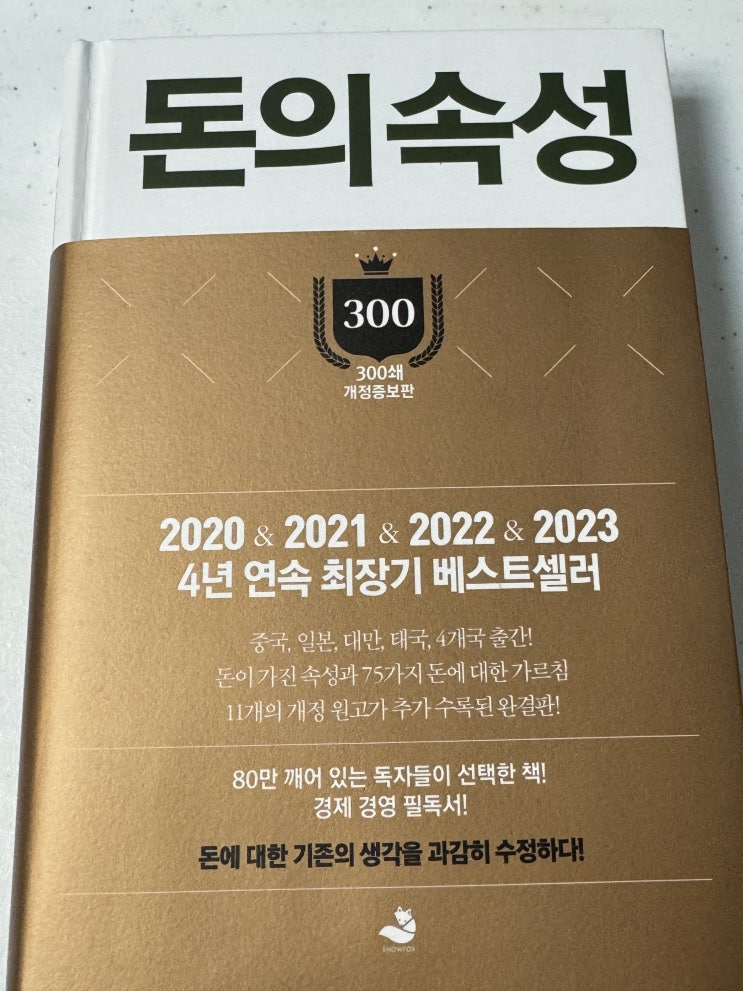 돈의 속성
300
300쇄
개정증보판
2020 & 2021 & 2022 & 2023
4년 연속 최장기 베스트셀러
중국, 일본, 대만, 태국, 4개국 출간!
돈이 가진 속성과 75가지 돈에 대한 가르침
11개의 개정 원고가 추가 수록된 완결판!
80만 깨어 있는 독자들이 선택한 책!
경제 경영 필독서!
돈에 대한 기존의 생각을 과감히 수정하다!
SNOWFOX